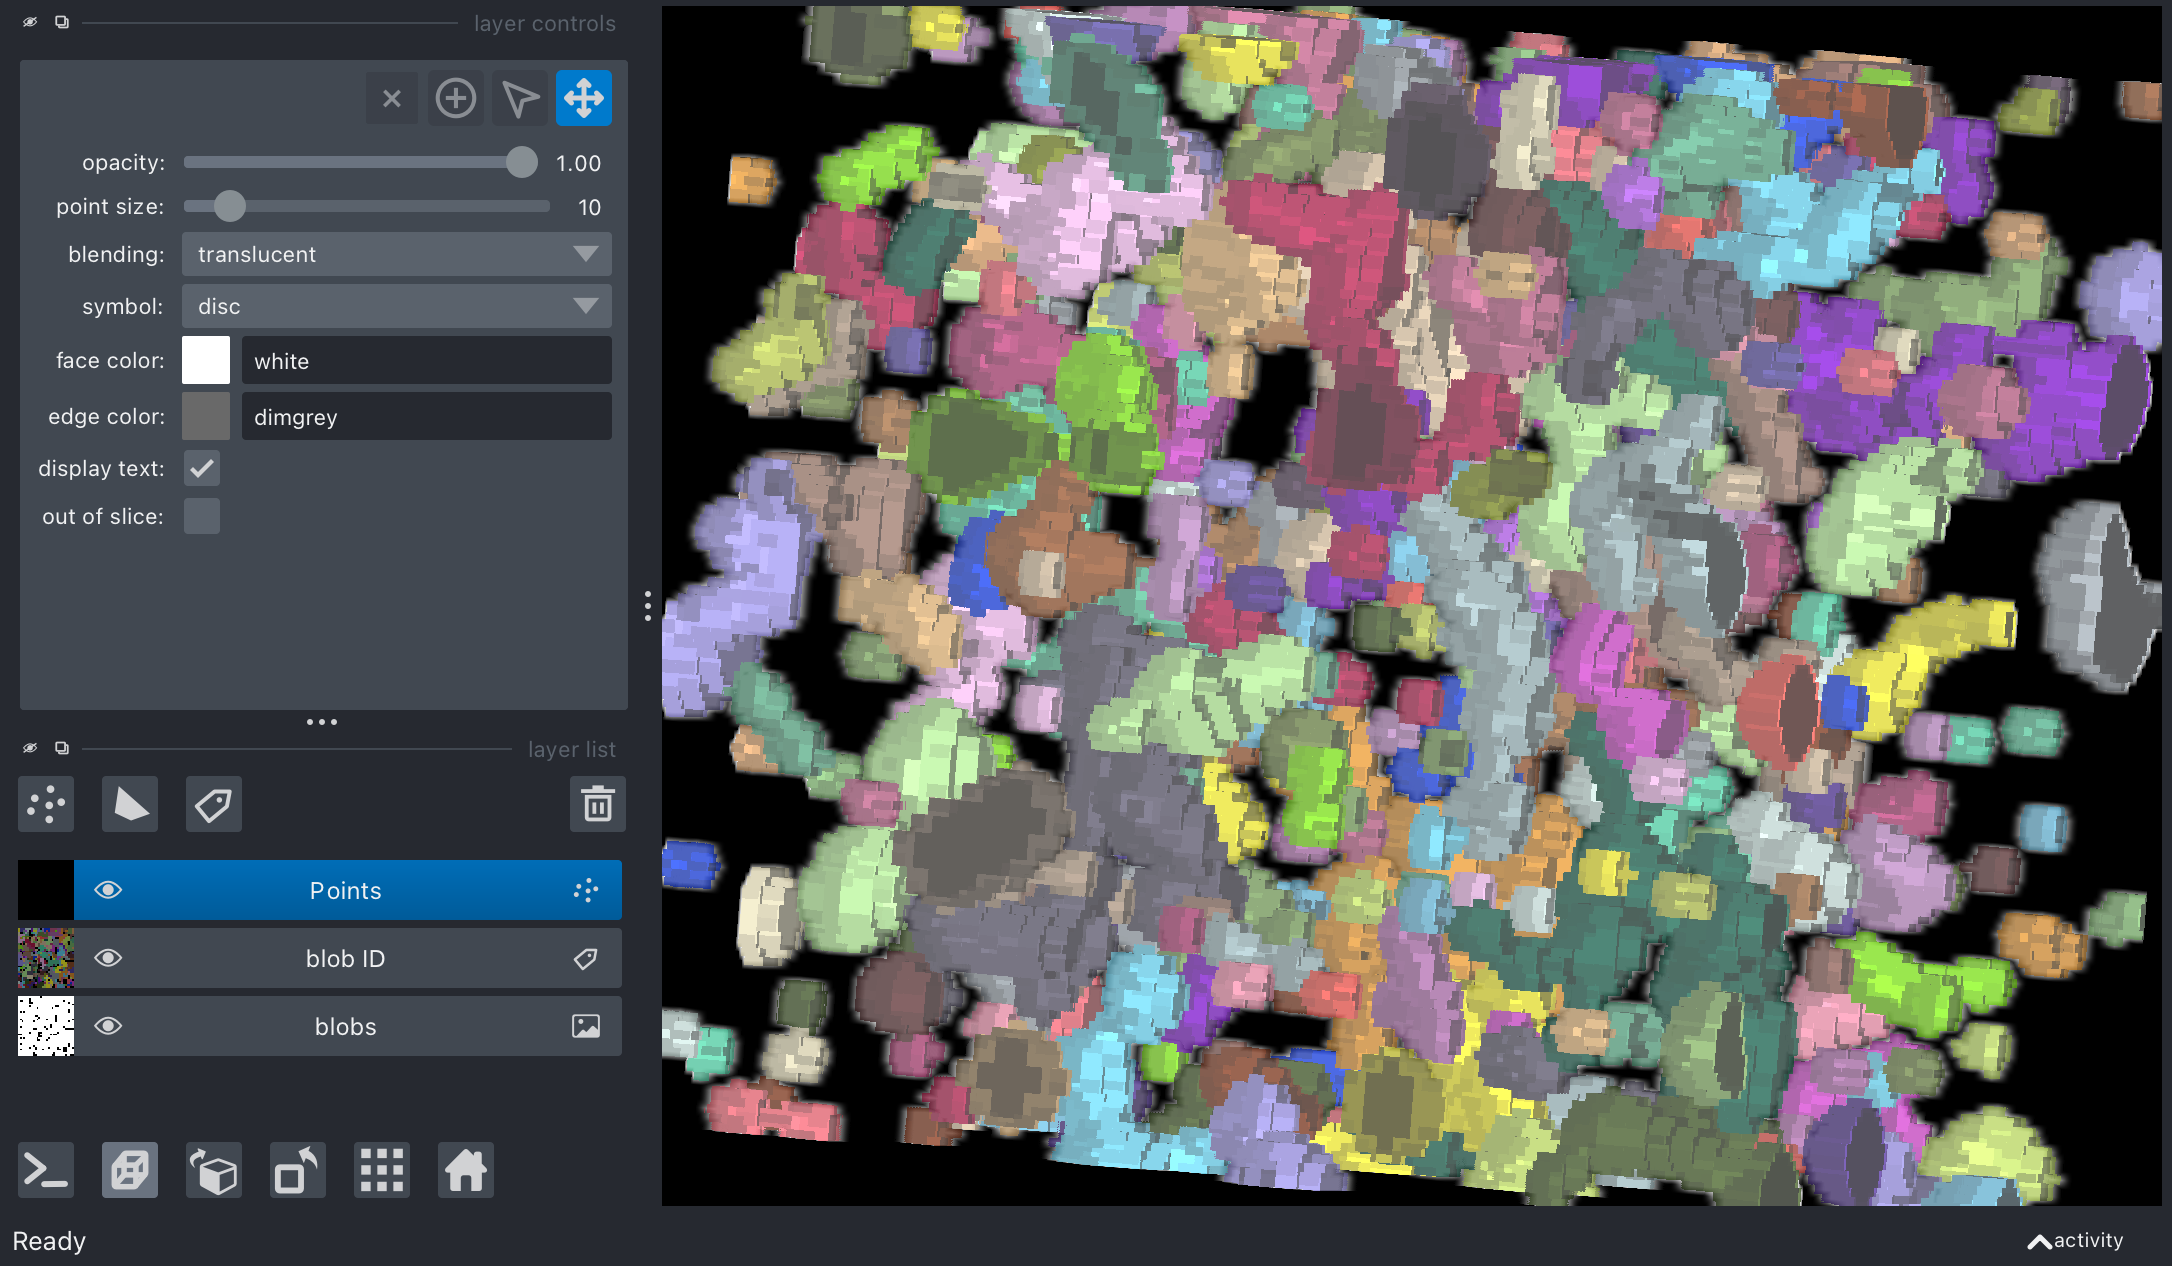 layer controls
opacity: 1.00
point size: 10
blending: translucent
symbol: disc
face color: white
edge color: dimgrey
display text:
out of slice:
layer list
Points
blob ID
blobs
Ready
activity